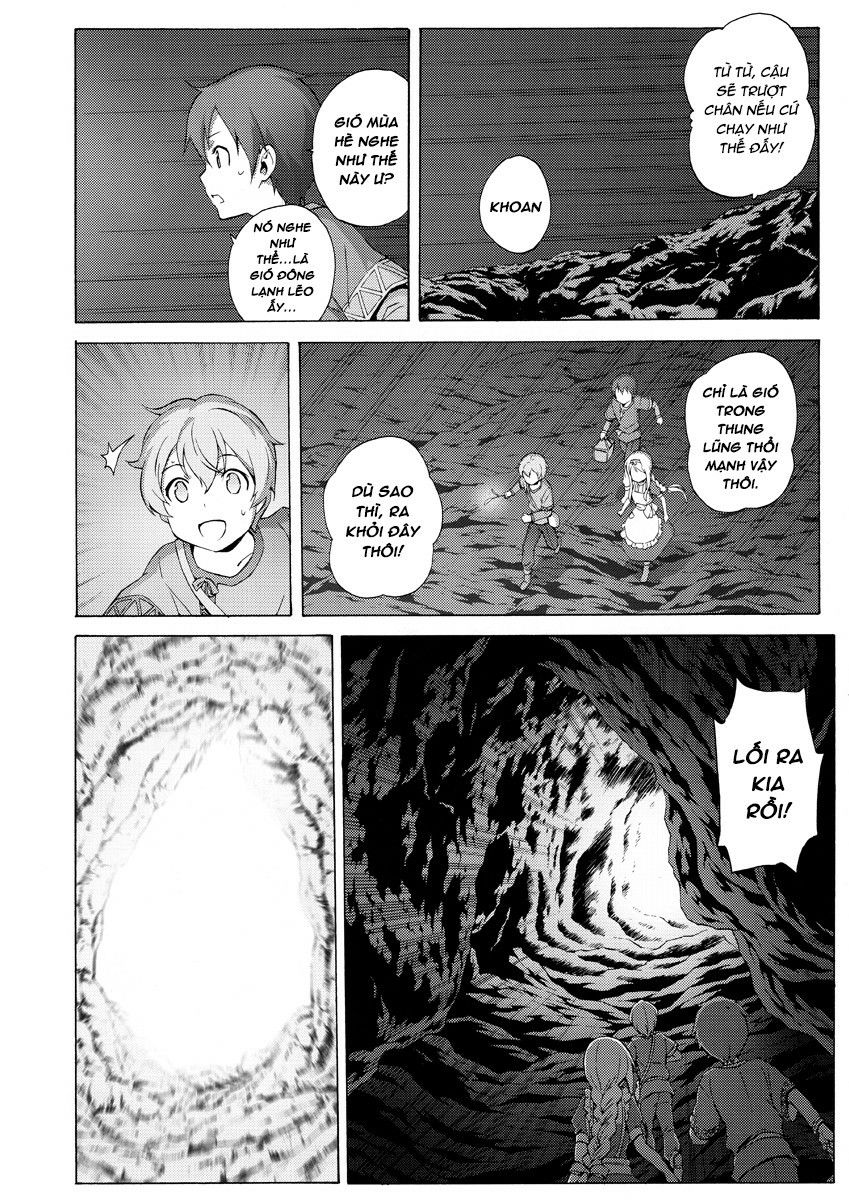 TỪ TỪ, CẬU
SẼ TRƯỢT
CHÂN NẾU CỨ
CHẠY NHƯ
THẾ ĐẤY!
KHOAN
GIÓ MÙA
HÈ NGHE
NHƯ THẾ
NÀY Ư?
NÓ NGHE
NHƯ
THỂ...LÀ
GIÓ ĐÔNG
LẠNH LẼO
ẤY...
CHỈ LÀ GIÓ
TRONG
THUNG
LŨNG THỔI
MẠNH VẬY
THÔI.
DÙ SAO
THÌ, RA
KHỎI ĐÂY
THÔI!
LỐI RA
KIA
RỒI!